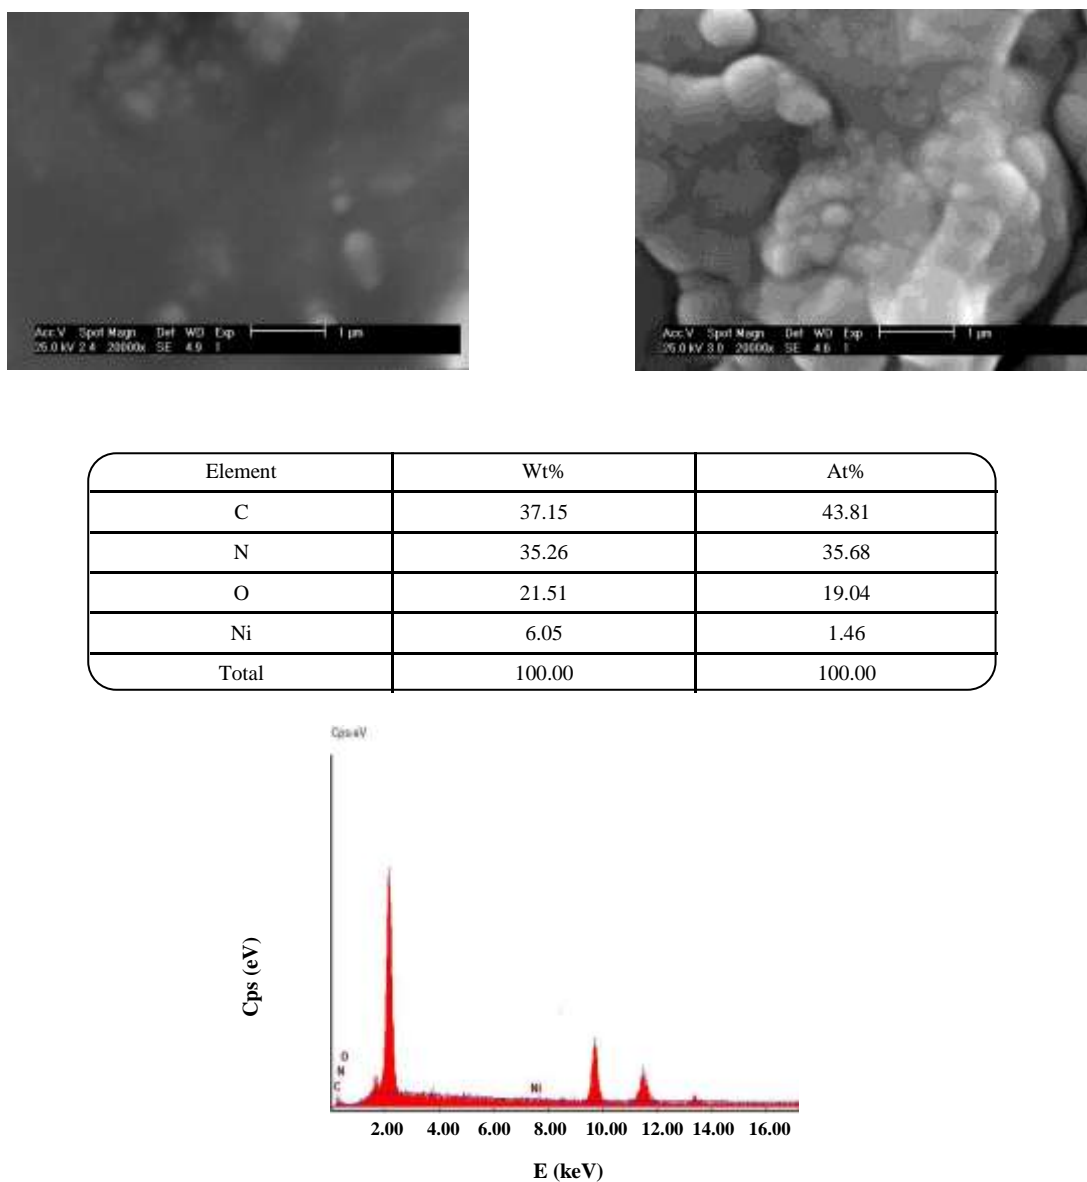 Acc.V Spot Magn Det WD Exp 1 µm
25.0 kV 2.4 20000x SE 4.9 1
Acc.V Spot Magn Det WD Exp 1 µm
25.0 kV 3.0 20000x SE 4.6 1
Element Wt% At%
C 37.15 43.81
N 35.26 35.68
O 21.51 19.04
Ni 6.05 1.46
Total 100.00 100.00
Cps/eV
Cps (eV)
O
N
C
Ni
2.00 4.00 6.00 8.00 10.00 12.00 14.00 16.00
E (keV)